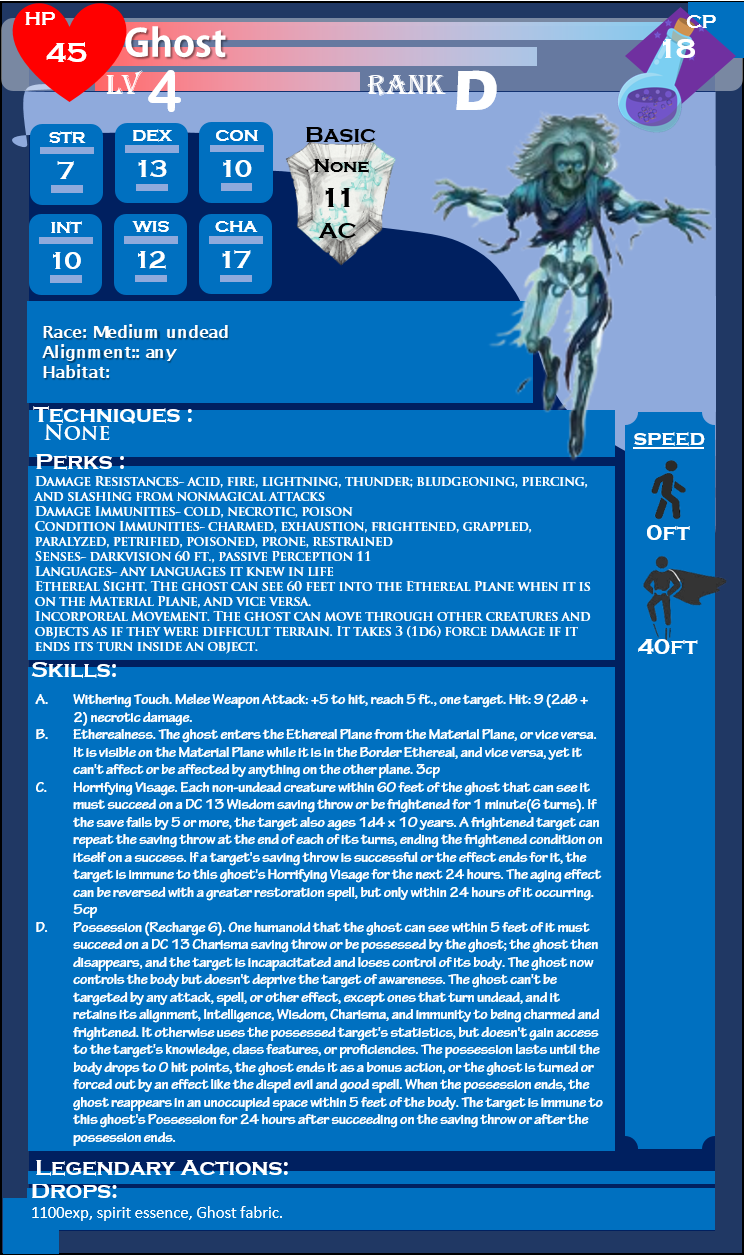 HP
45
Ghost
CP
18
LV 4
RANK D
STR
7
DEX
13
CON
10
INT
10
WIS
12
CHA
17
BASIC
NONE
11
AC
Race: Medium undead
Alignment:: any
Habitat:
TECHNIQUES :
NONE
PERKS :
DAMAGE RESISTANCES- ACID, FIRE, LIGHTNING, THUNDER; BLUDGEONING, PIERCING,
AND SLASHING FROM NONMAGICAL ATTACKS
DAMAGE IMMUNITIES- COLD, NECROTIC, POISON
CONDITION IMMUNITIES- CHARMED, EXHAUSTION, FRIGHTENED, GRAPPLED,
PARALYZED, PETRIFIED, POISONED, PRONE, RESTRAINED
SENSES- DARKVISION 60 FT., PASSIVE PERCEPTION 11
LANGUAGES- ANY LANGUAGES IT KNEW IN LIFE
ETHEREAL SIGHT. THE GHOST CAN SEE 60 FEET INTO THE ETHEREAL PLANE WHEN IT IS
ON THE MATERIAL PLANE, AND VICE VERSA.
INCORPOREAL MOVEMENT. THE GHOST CAN MOVE THROUGH OTHER CREATURES AND
OBJECTS AS IF THEY WERE DIFFICULT TERRAIN. IT TAKES 3 (1D6) FORCE DAMAGE IF IT
ENDS ITS TURN INSIDE AN OBJECT.
SPEED
0FT
40FT
SKILLS:
A. Withering Touch. Melee Weapon Attack: +5 to hit, reach 5 ft., one target. Hit: 9 (2d8 +
2) necrotic damage.
B. Etherealness. The ghost enters the Ethereal Plane from the Material Plane, or vice versa.
It is visible on the Material Plane while it is in the Border Ethereal, and vice versa, yet it
can't affect or be affected by anything on the other plane. 3cp
C. Horrifying Visage. Each non-undead creature within 60 feet of the ghost that can see it
must succeed on a DC 13 Wisdom saving throw or be frightened for 1 minute(6 turns). If
the save fails by 5 or more, the target also ages 1d4 x 10 years. A frightened target can
repeat the saving throw at the end of each of its turns, ending the frightened condition on
itself on a success. If a target's saving throw is successful or the effect ends for it, the
target is immune to this ghost's Horrifying Visage for the next 24 hours. The aging effect
can be reversed with a greater restoration spell, but only within 24 hours of it occurring.
5cp
D. Possession (Recharge 6). One humanoid that the ghost can see within 5 feet of it must
succeed on a DC 13 Charisma saving throw or be possessed by the ghost; the ghost then
disappears, and the target is incapacitated and loses control of its body. The ghost now
controls the body but doesn't deprive the target of awareness. The ghost can't be
targeted by any attack, spell, or other effect, except ones that turn undead, and it
retains its alignment, Intelligence, Wisdom, Charisma, and immunity to being charmed and
frightened. It otherwise uses the possessed target's statistics, but doesn't gain access
to the target's knowledge, class features, or proficiencies. The possession lasts until the
body drops to 0 hit points, the ghost ends it as a bonus action, or the ghost is turned or
forced out by an effect like the dispel evil and good spell. When the possession ends, the
ghost reappears in an unoccupied space within 5 feet of the body. The target is immune to
this ghost's Possession for 24 hours after succeeding on the saving throw or after the
possession ends.
LEGENDARY ACTIONS:
DROPS:
1100exp, spirit essence, Ghost fabric.